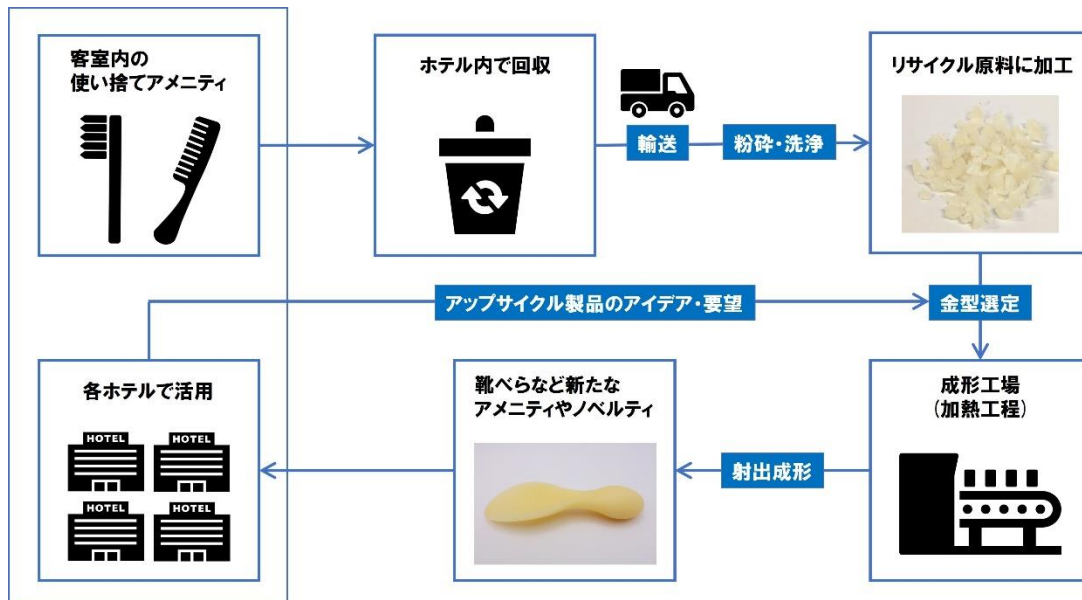 客室内の
使い捨てアメニティ
ホテル内で回収
輸送
粉砕・洗浄
リサイクル原料に加工
アップサイクル製品のアイデア・要望
金型選定
各ホテルで活用
HOTEL
HOTEL
HOTEL
HOTEL
靴べらなど新たな
アメニティやノベルティ
射出成形
成形工場
(加熱工程)